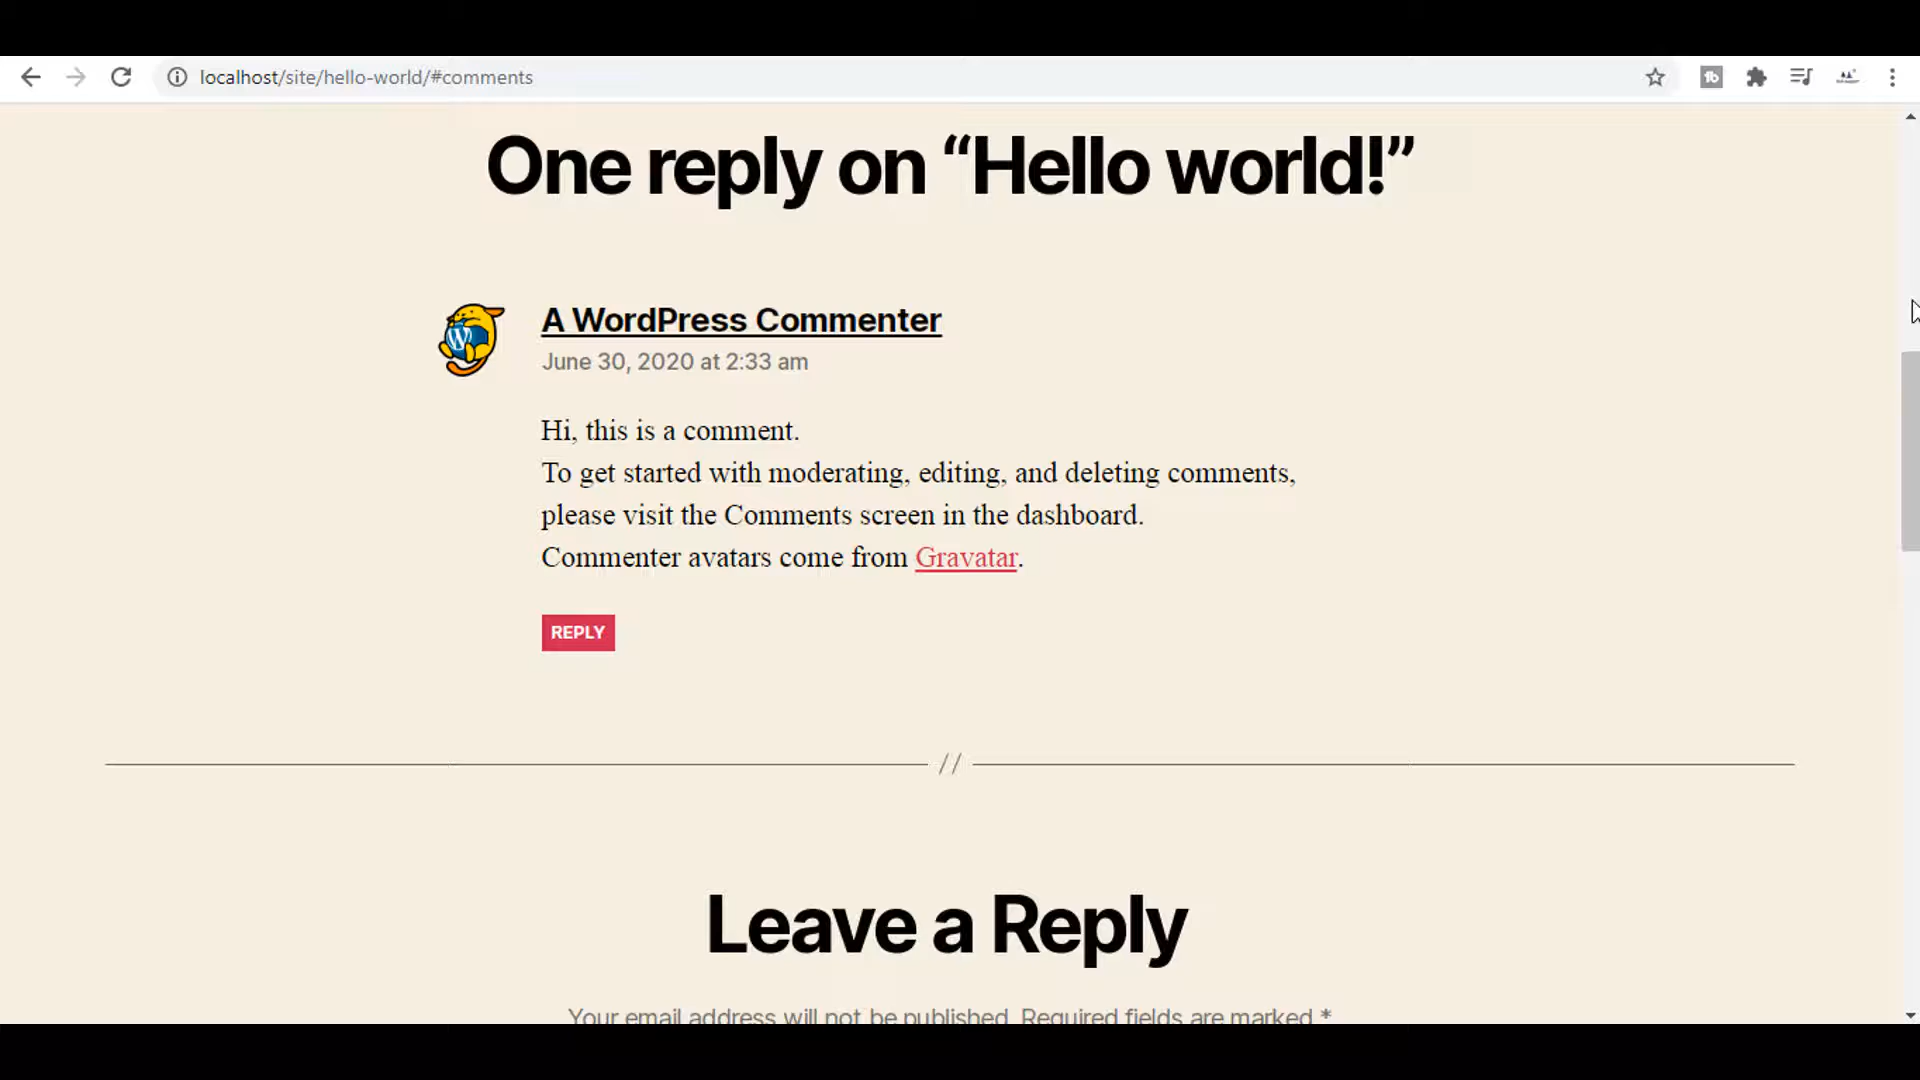 localhost/site/hello-world/#comments
One reply on “Hello world!”
A WordPress Commenter
June 30, 2020 at 2:33 am
Hi, this is a comment.
To get started with moderating, editing, and deleting comments,
please visit the Comments screen in the dashboard.
Commenter avatars come from Gravatar.
REPLY
//
Leave a Reply
Your email address will not be published. Required fields are marked *